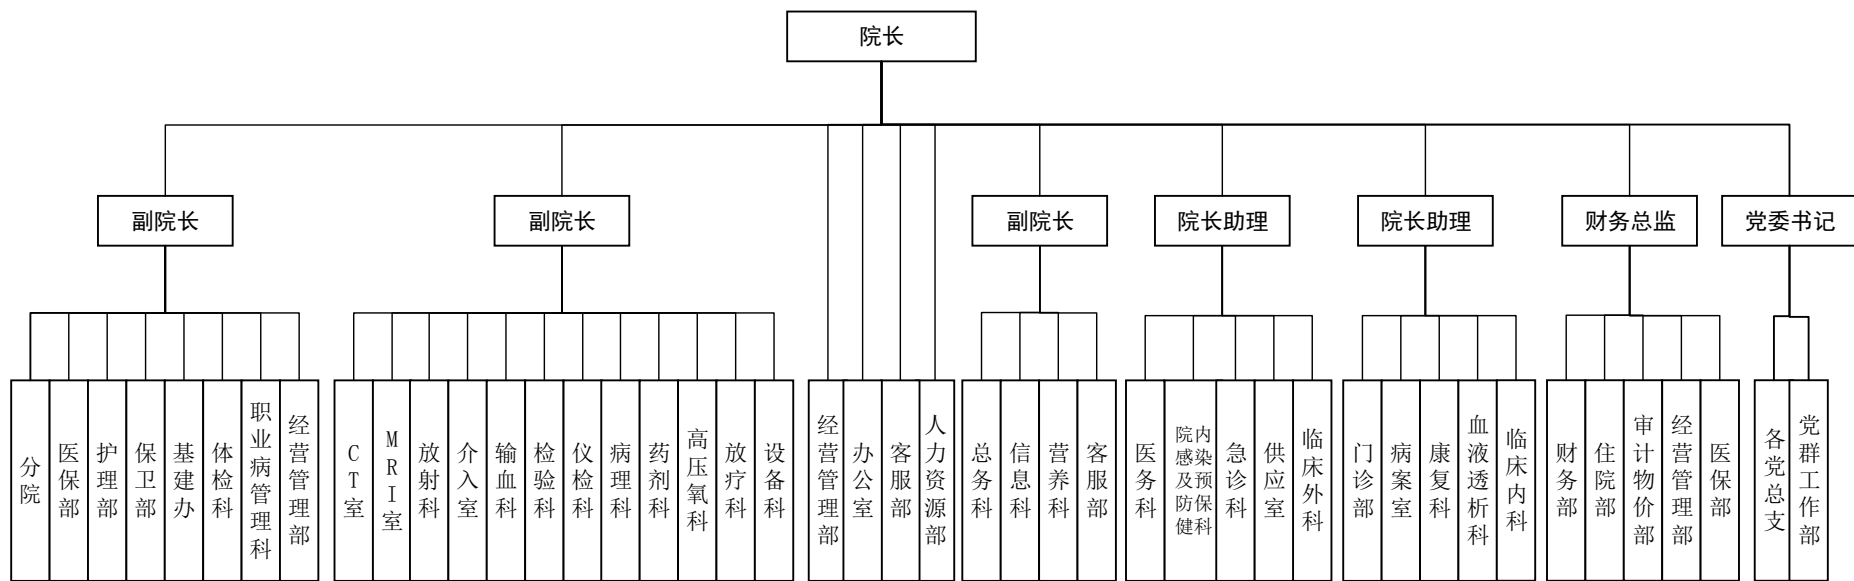 院长
副院长
副院长
副院长
院长助理
院长助理
财务总监
党委书记
分院
医保部
护理部
保卫部
基建办
体检科
职业病管理科
经营管理部
CT室
MRI室
放射科
介入室
输血科
检验科
仪检科
病理科
药剂科
高压氧科
放疗科
设备科
经营管理部
办公室
客服部
人力资源部
总务科
信息科
营养科
客服部
医务科
院内
感染
及预
防保
健科
急诊科
供应室
临床外科
门诊部
病案室
康复科
血液透析科
临床内科
财务部
住院部
审计物价部
经营管理部
医保部
各党总支
党群工作部